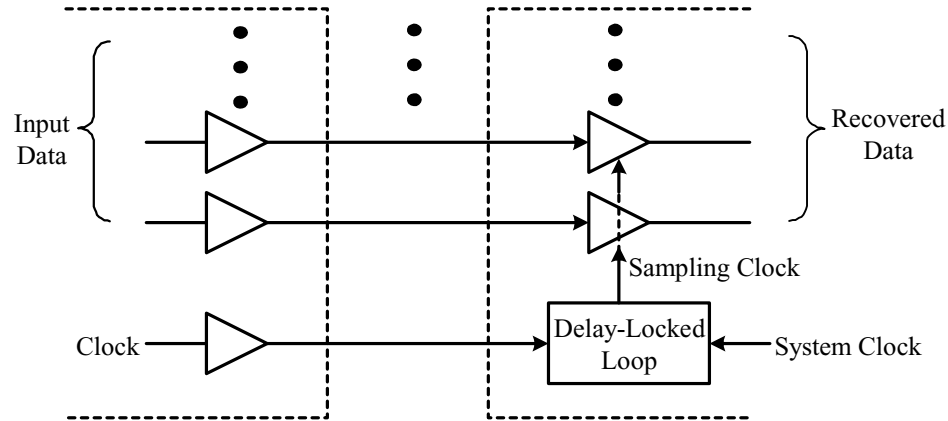 Input
Data
Recovered
Data
Sampling Clock
Clock
Delay-Locked
Loop
System Clock